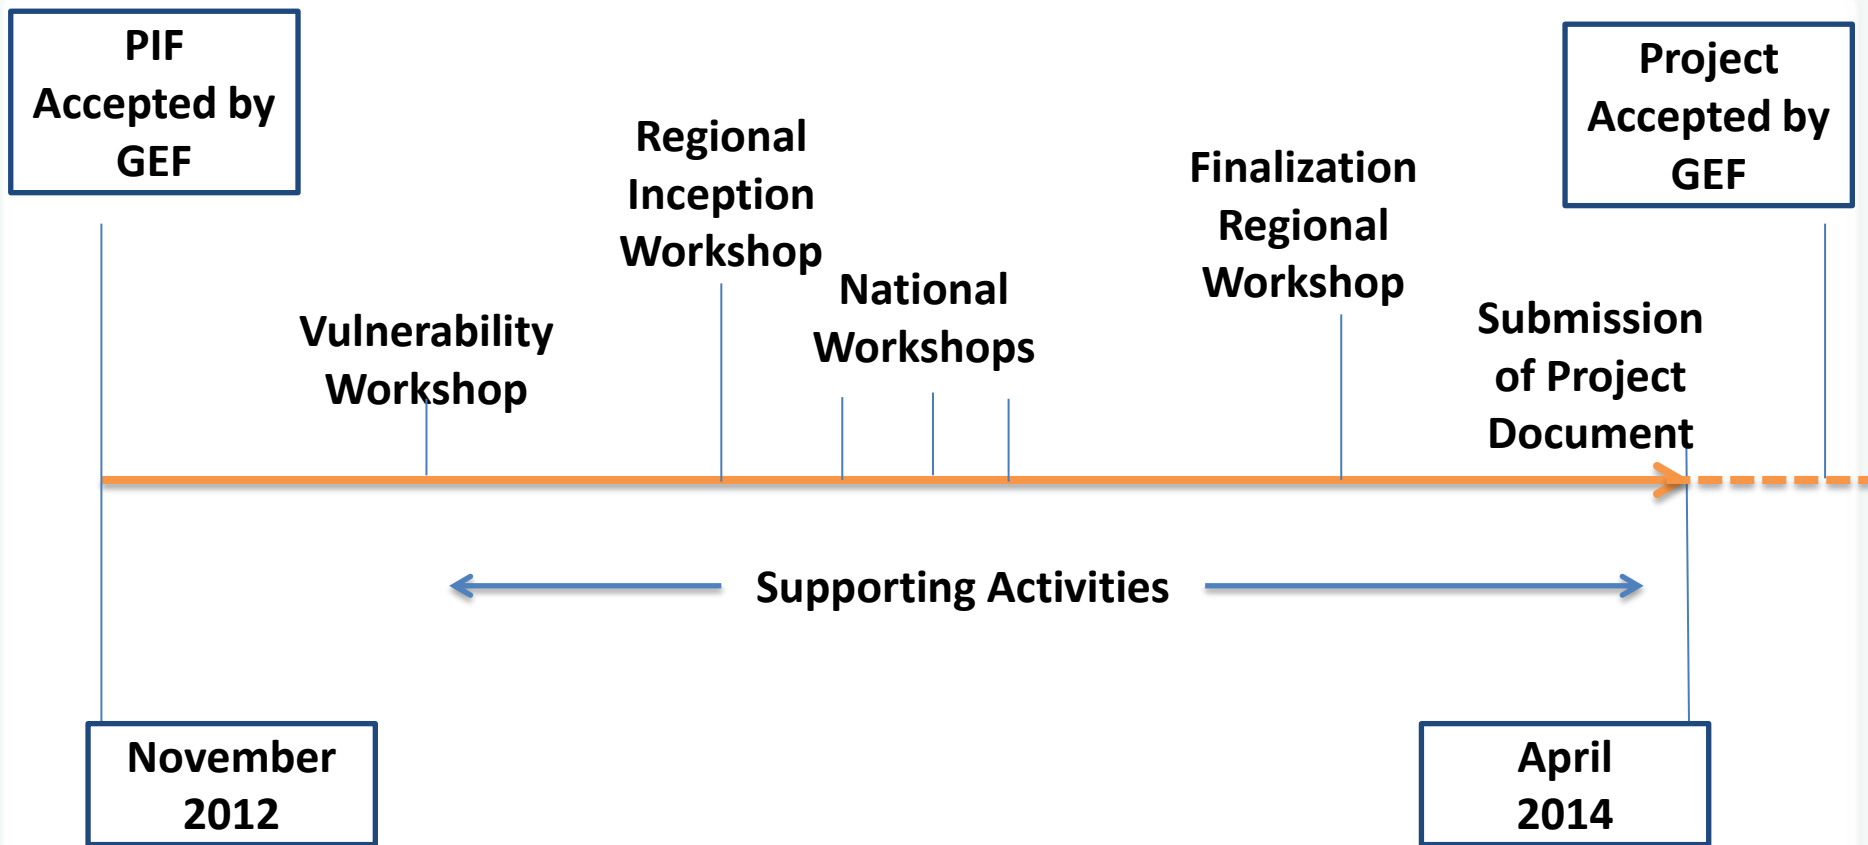 PIF
Accepted by
GEF
Project
Accepted by
GEF
Regional
Inception
Workshop
Finalization
Regional
Workshop
National
Workshops
Vulnerability
Workshop
Submission
of Project
Document
Supporting Activities
November
2012
April
2014